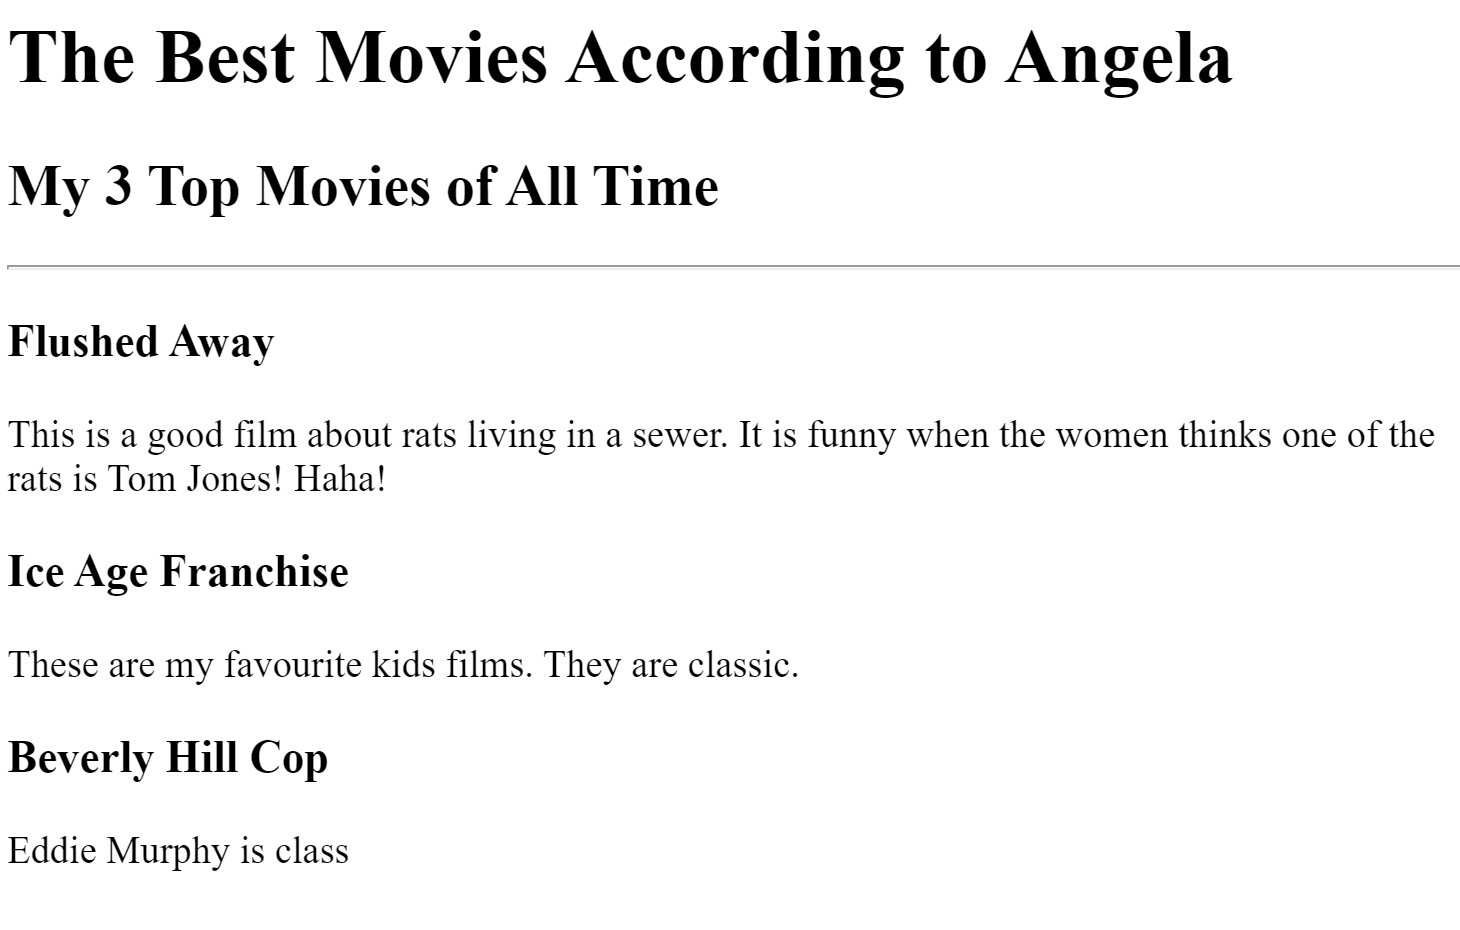 The Best Movies According to Angela
My 3 Top Movies of All Time
Flushed Away
This is a good film about rats living in a sewer. It is funny when the women thinks one of the
rats is Tom Jones! Haha!
Ice Age Franchise
These are my favourite kids films. They are classic.
Beverly Hill Cop
Eddie Murphy is class